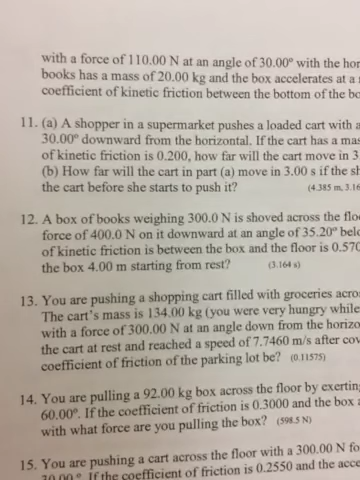 with a force of 110.00 N at an angle of 30.00º with the hor
books has a mass of 20.00 kg and the box accelerates at a
coefficient of kinetic friction between the bottom of the bo
11. (a) A shopper in a supermarket pushes a loaded cart with a
30.00º downward from the horizontal. If the cart has a mas
of kinetic friction is 0.200, how far will the cart move in 3
(b) How far will the cart in part (a) move in 3.00 s if the sh
the cart before she starts to push it? (4.385 m, 3.16
12. A box of books weighing 300.0 N is shoved across the floo
force of 400.0 N on it downward at an angle of 35.20º belo
of kinetic friction is between the box and the floor is 0.570
the box 4.00 m starting from rest? (3.164 s)
13. You are pushing a shopping cart filled with groceries acro
The cart's mass is 134.00 kg (you were very hungry while
with a force of 300.00 N at an angle down from the horizo
the cart at rest and reached a speed of 7.7460 m/s after cov
coefficient of friction of the parking lot be? (0.11575)
14. You are pulling a 92.00 kg box across the floor by exertin
60.00º. If the coefficient of friction is 0.3000 and the box a
with what force are you pulling the box? (598.5 N)
15. You are pushing a cart across the floor with a 300.00 N fo
30.00 º If the coefficient of friction is 0.2550 and the acce